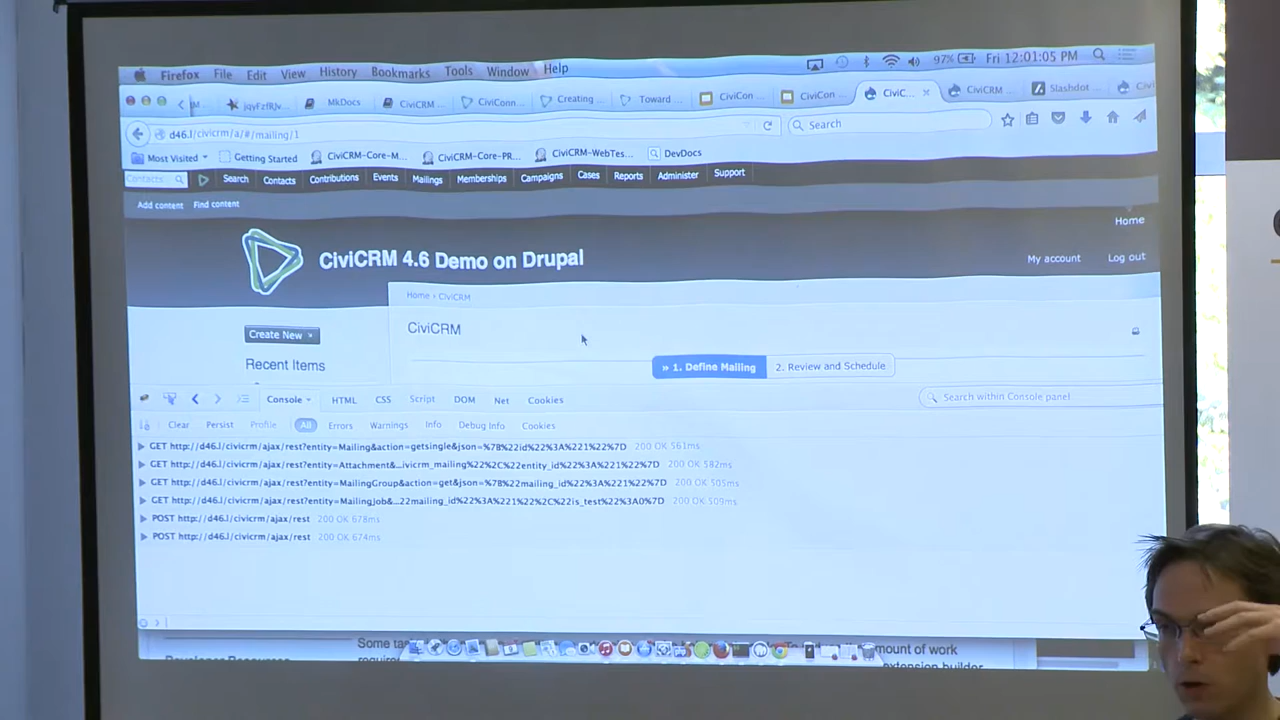 Firefox File Edit View History Bookmarks Tools Window Help 97% Fri 12:01:05 PM
MkDocs CiviCRM ... CiviConn... Creating ... Toward ... CiviCon ... CiviCon ... CiviC... CiviCRM ... Slashdot ...
d46.l/civicrm/a/#/mailing/1 Search
Most Visited Getting Started CiviCRM-Core-M... CiviCRM-Core-PR... CiviCRM-WebTes... DevDocs
Contacts Search Contacts Contributions Events Mailings Memberships Campaigns Cases Reports Administer Support
Add content Find content
Home
CiviCRM 4.6 Demo on Drupal
My account Log out
Home › CiviCRM
CiviCRM
Create New
Recent Items
» 1. Define Mailing 2. Review and Schedule
Console HTML CSS Script DOM Net Cookies Search within Console panel
Clear Persist Profile All Errors Warnings Info Debug Info Cookies
GET http://d46.l/civicrm/ajax/rest?entity=Mailing&action=getsingle&json=%7B%22id%22%3A%221%22%7D 200 OK 561ms
GET http://d46.l/civicrm/ajax/rest?entity=Attachment&...ivicrm_mailing%22%2C%22entity_id%22%3A%221%22%7D 200 OK 582ms
GET http://d46.l/civicrm/ajax/rest?entity=MailingGroup&action=get&json=%7B%22mailing_id%22%3A%221%22%7D 200 OK 505ms
GET http://d46.l/civicrm/ajax/rest?entity=MailingJob&...22mailing_id%22%3A%221%22%2C%22is_test%22%3A0%7D 200 OK 509ms
POST http://d46.l/civicrm/ajax/rest 200 OK 678ms
POST http://d46.l/civicrm/ajax/rest 200 OK 674ms
Some
mount of work
extension builder